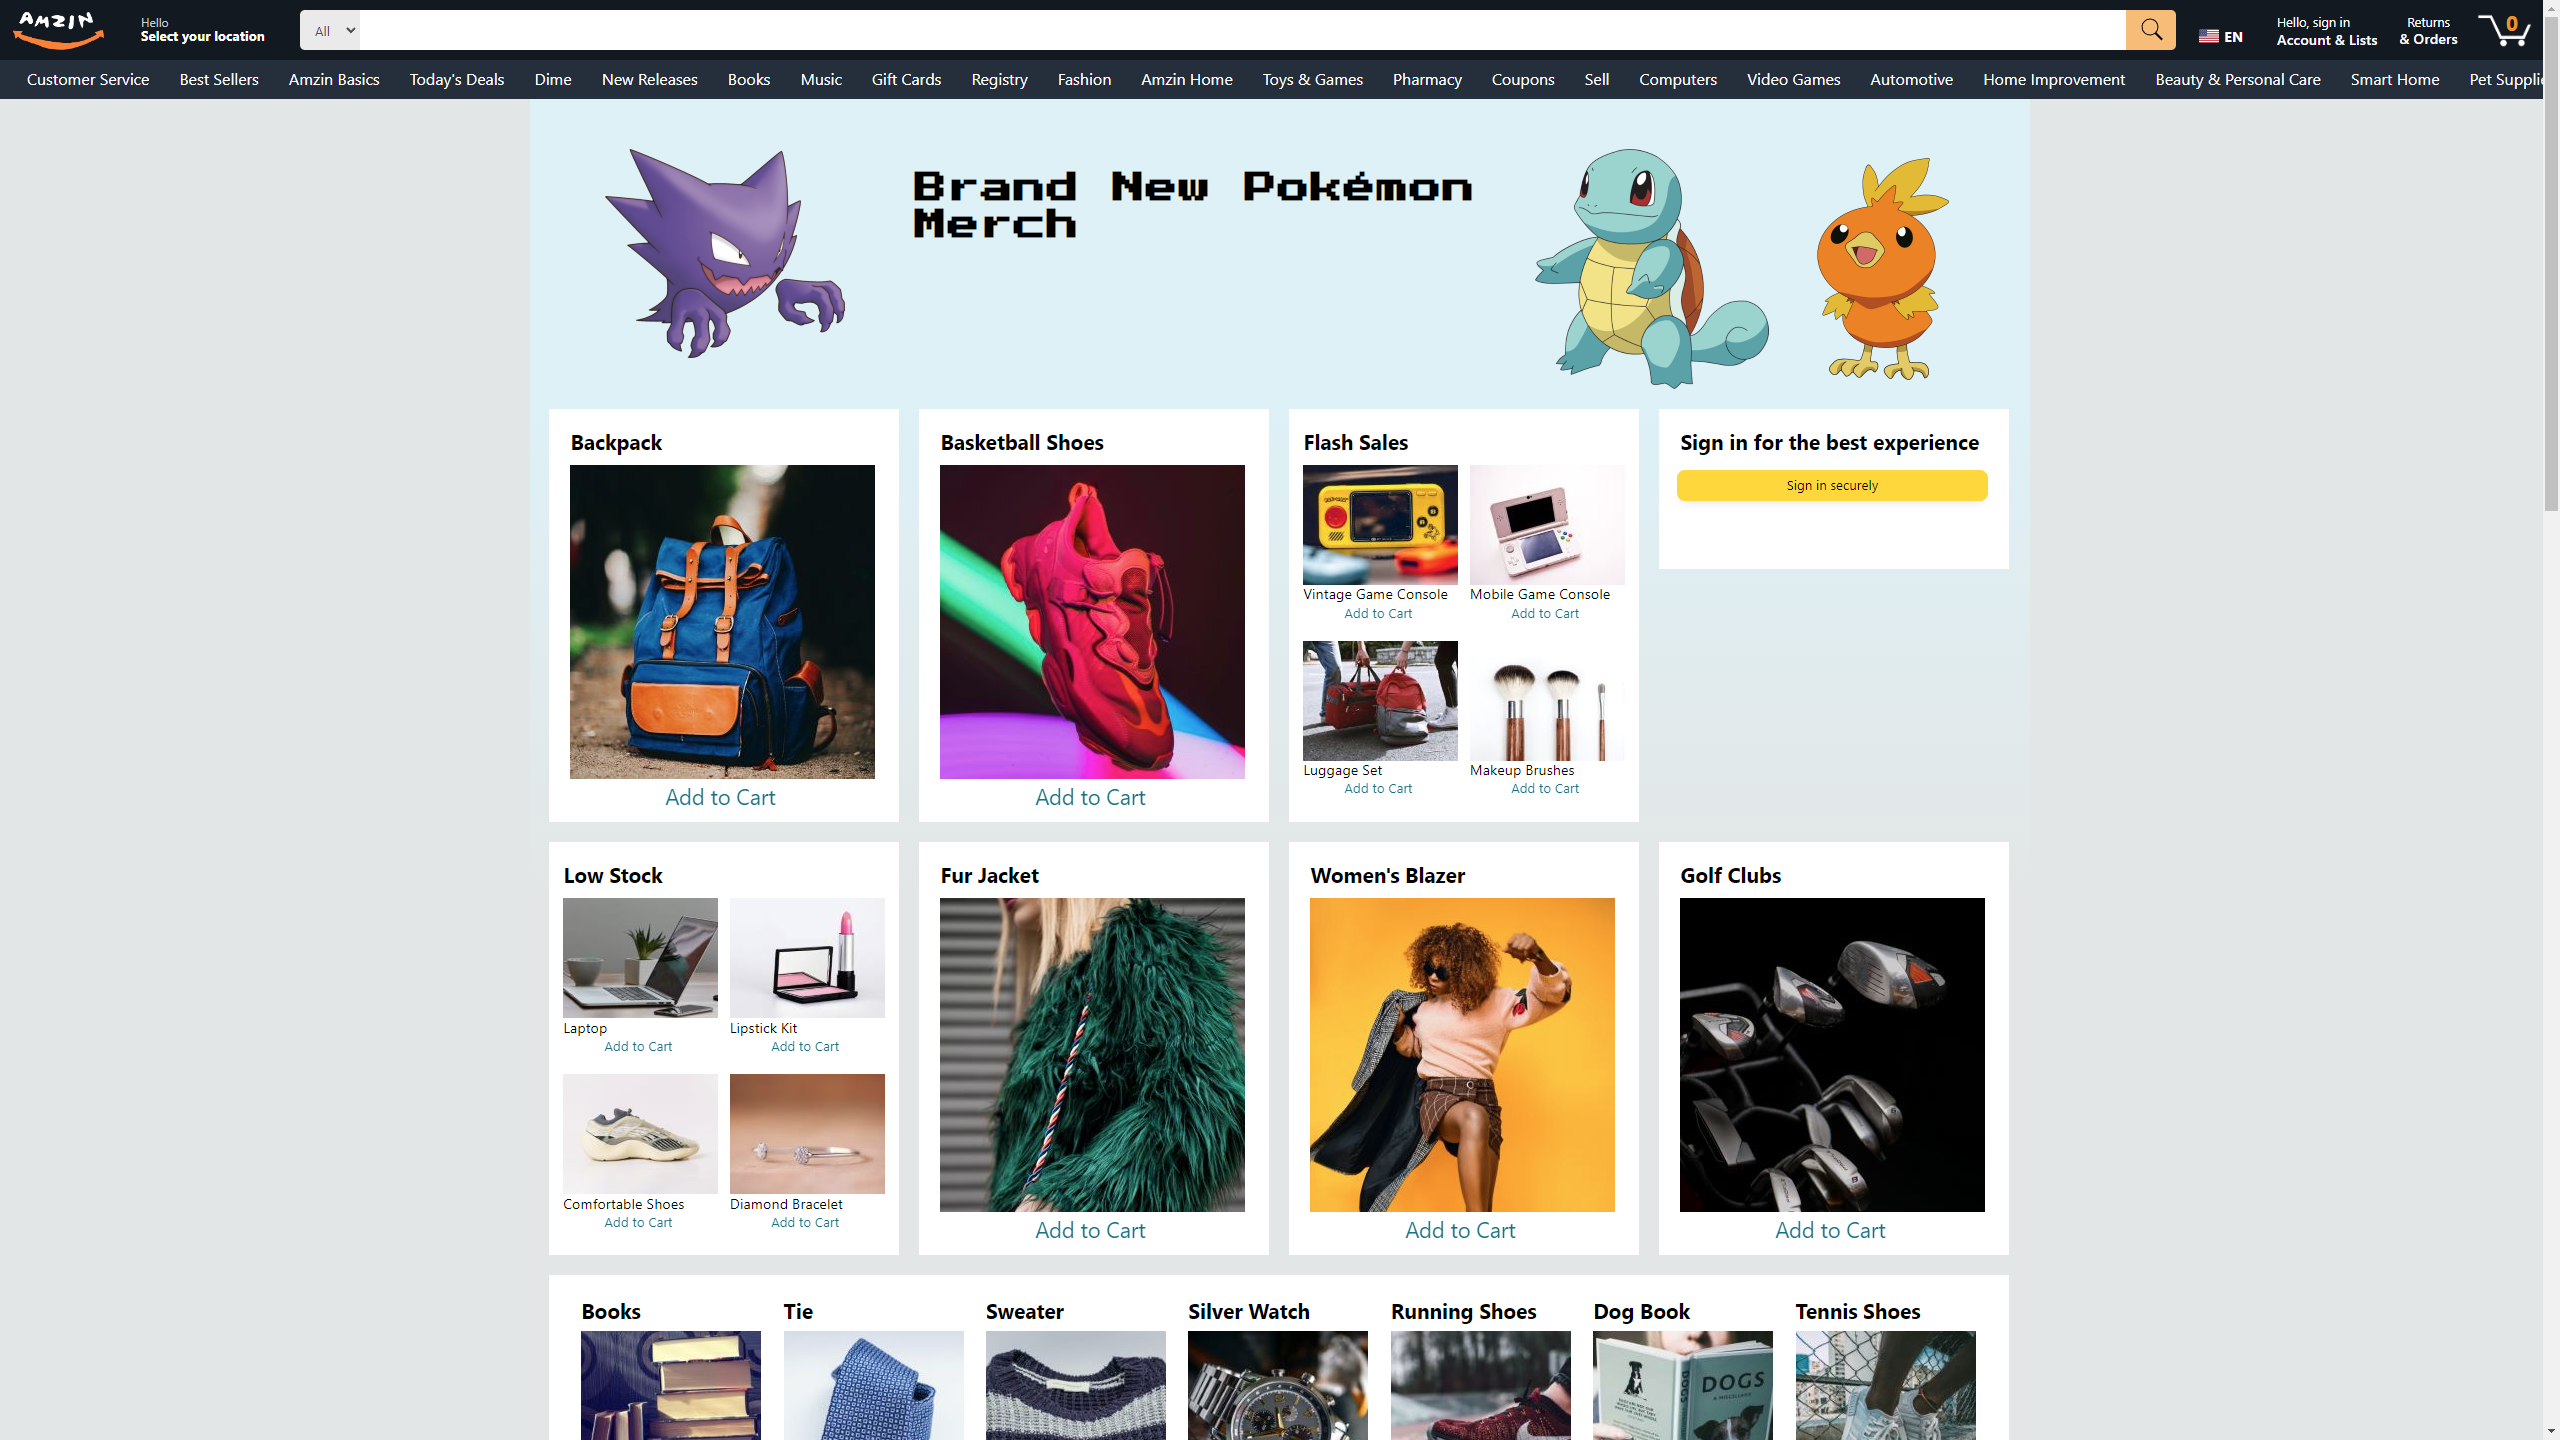 AMZIN
Hello
Select your location
All
EN
Hello, sign in
Account & Lists
Returns
& Orders
0
Customer Service Best Sellers Amzin Basics Today's Deals Dime New Releases Books Music Gift Cards Registry Fashion Amzin Home Toys & Games Pharmacy Coupons Sell Computers Video Games Automotive Home Improvement Beauty & Personal Care Smart Home Pet Supplie
Brand New Pokémon
Merch
Backpack
Add to Cart
Basketball Shoes
Add to Cart
Flash Sales
Vintage Game Console
Add to Cart
Mobile Game Console
Add to Cart
Luggage Set
Add to Cart
Makeup Brushes
Add to Cart
Sign in for the best experience
Sign in securely
Low Stock
Laptop
Add to Cart
Lipstick Kit
Add to Cart
Comfortable Shoes
Add to Cart
Diamond Bracelet
Add to Cart
Fur Jacket
Add to Cart
Women's Blazer
Add to Cart
Golf Clubs
Add to Cart
Books
Tie
Sweater
Silver Watch
Running Shoes
Dog Book
DOGS
DOGS
Tennis Shoes